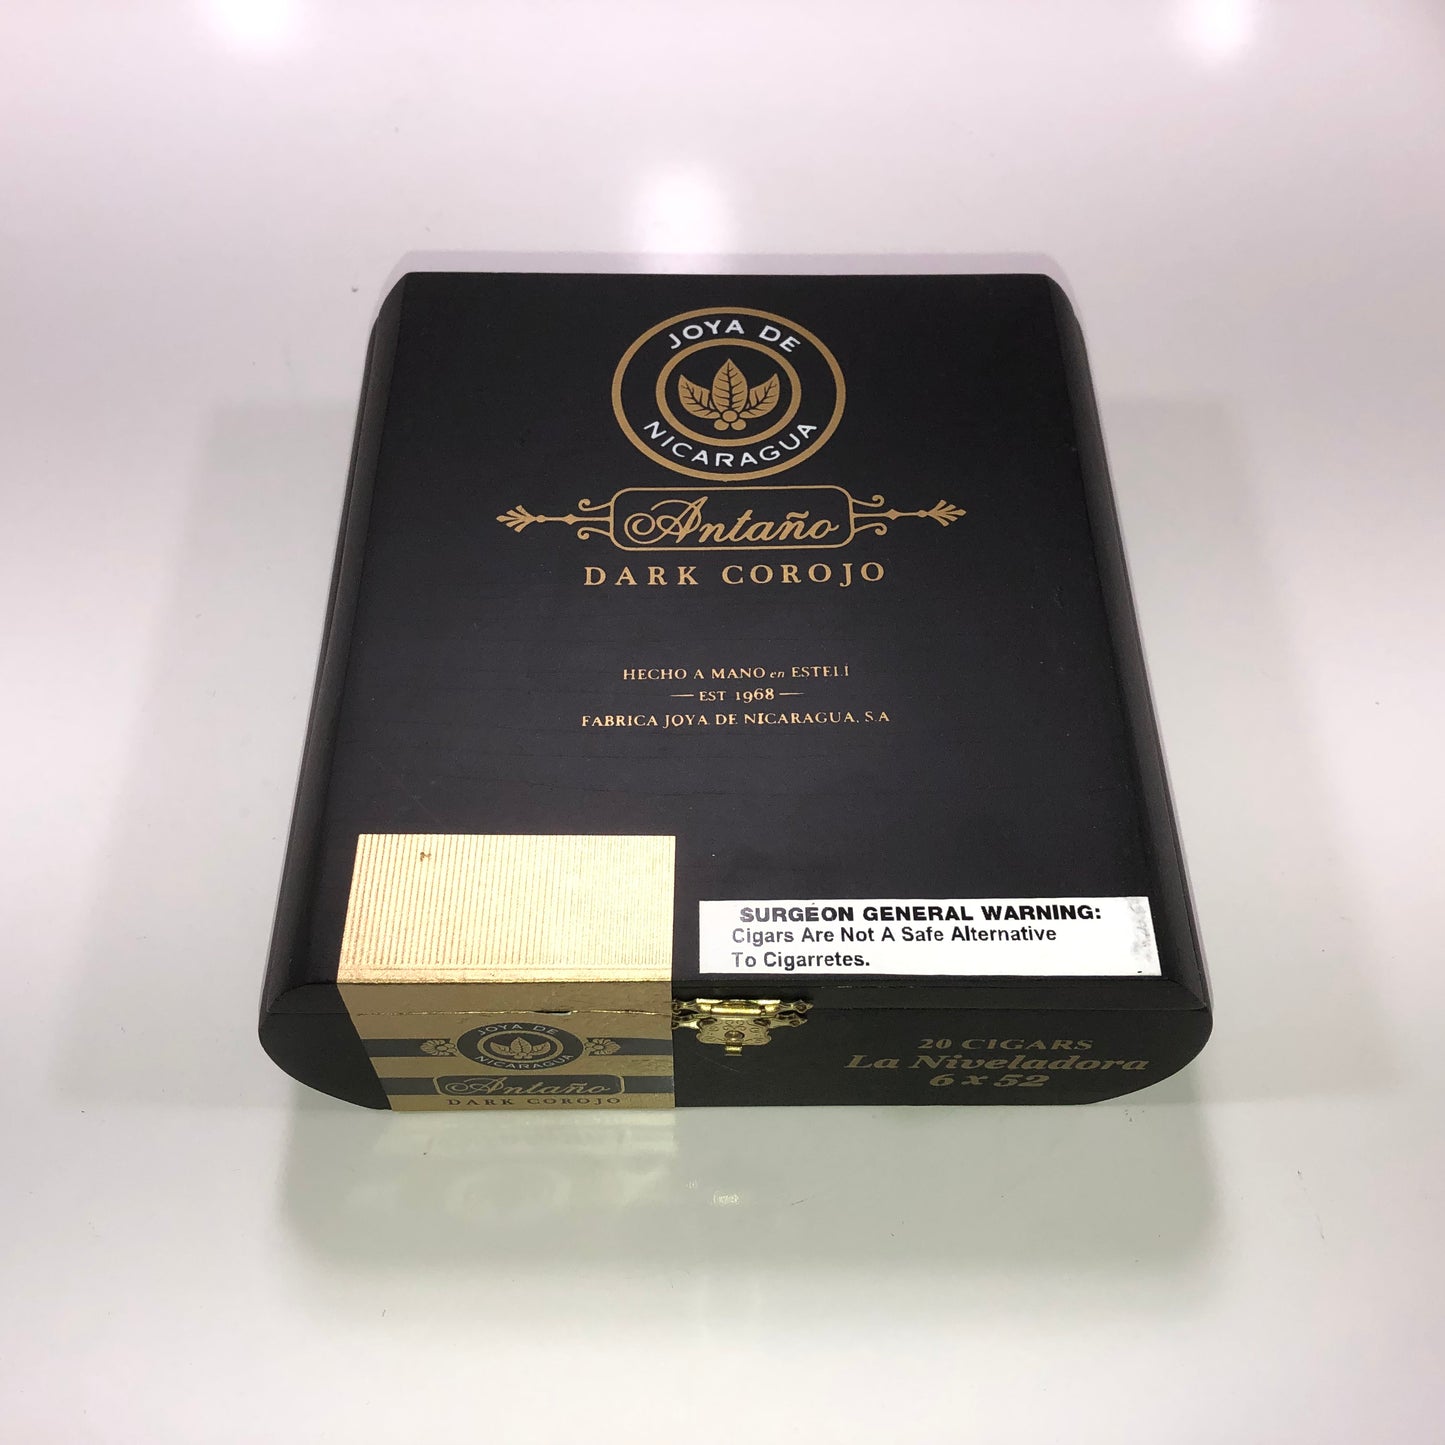 JOYA DE
NICARAGUA
Antaño
DARK COROJO
HECHO A MANO en ESTELÍ
EST 1968
FABRICA JOYA DE NICARAGUA, S.A
SURGEON GENERAL WARNING:
Cigars Are Not A Safe Alternative
To Cigarretes.
JOYA DE
NICARAGUA
Antaño
DARK COROJO
20 CIGARS
La Niveladora
6 x 52